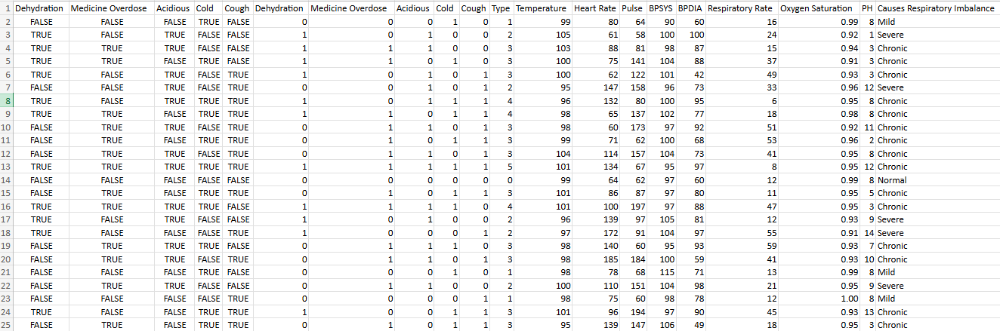 1 Dehydration Medicine Overdose Acidious Cold Cough Dehydration Medicine Overdose Acidious Cold Cough Type Temperature Heart Rate Pulse BPSYS BPDIA Respiratory Rate Oxygen Saturation PH Causes Respiratory Imbalance
2 FALSE FALSE FALSE TRUE FALSE 0 0 0 1 0 1 99 80 64 90 60 16 0.99 8 Mild
3 TRUE FALSE TRUE FALSE FALSE 1 0 1 0 0 2 105 61 58 100 100 24 0.92 1 Severe
4 TRUE TRUE TRUE FALSE FALSE 1 1 1 0 0 3 103 88 81 98 87 15 0.94 3 Chronic
5 TRUE TRUE FALSE TRUE FALSE 1 1 0 1 0 3 100 75 141 104 88 37 0.91 3 Chronic
6 TRUE FALSE TRUE FALSE TRUE 1 0 1 0 1 3 100 62 122 101 42 49 0.93 3 Chronic
7 FALSE FALSE TRUE FALSE TRUE 0 0 1 0 1 2 95 147 158 96 73 33 0.96 12 Severe
8 TRUE FALSE TRUE TRUE TRUE 1 0 1 1 1 4 96 132 80 100 95 6 0.95 8 Chronic
9 TRUE TRUE FALSE TRUE TRUE 1 1 0 1 1 4 98 65 137 102 77 18 0.98 8 Chronic
10 FALSE TRUE TRUE FALSE TRUE 0 1 1 0 1 3 98 60 173 97 92 51 0.92 11 Chronic
11 FALSE TRUE FALSE TRUE TRUE 0 1 0 1 1 3 99 71 62 100 68 53 0.96 2 Chronic
12 FALSE TRUE TRUE FALSE TRUE 0 1 1 0 1 3 104 114 157 104 73 41 0.95 8 Chronic
13 TRUE TRUE TRUE TRUE TRUE 1 1 1 1 1 5 101 134 67 95 97 8 0.95 12 Chronic
14 FALSE FALSE FALSE FALSE FALSE 0 0 0 0 0 0 99 64 62 97 60 12 0.99 8 Normal
15 FALSE TRUE FALSE TRUE TRUE 0 1 0 1 1 3 101 86 87 97 80 11 0.95 5 Chronic
16 TRUE TRUE TRUE TRUE FALSE 1 1 1 1 0 4 101 100 197 97 88 47 0.95 3 Chronic
17 TRUE FALSE TRUE FALSE FALSE 1 0 1 0 0 2 96 139 97 105 81 12 0.93 9 Severe
18 TRUE FALSE FALSE FALSE TRUE 1 0 0 0 1 2 97 172 91 104 97 55 0.91 14 Severe
19 FALSE TRUE TRUE TRUE FALSE 0 1 1 1 0 3 98 140 60 95 93 59 0.93 7 Chronic
20 FALSE TRUE TRUE FALSE TRUE 0 1 1 0 1 3 98 185 184 100 59 41 0.93 10 Chronic
21 FALSE FALSE FALSE TRUE FALSE 0 0 0 1 0 1 98 78 68 115 71 13 0.99 8 Mild
22 FALSE TRUE TRUE FALSE FALSE 0 1 1 0 0 2 100 110 151 104 98 21 0.95 9 Severe
23 FALSE FALSE FALSE FALSE TRUE 0 0 0 0 1 1 98 75 60 98 78 12 1.00 8 Mild
24 TRUE FALSE FALSE TRUE TRUE 1 0 0 1 1 3 101 96 194 97 90 45 0.93 13 Chronic
25 FALSE TRUE FALSE TRUE TRUE 0 1 0 1 1 3 95 139 147 106 49 18 0.95 3 Chronic